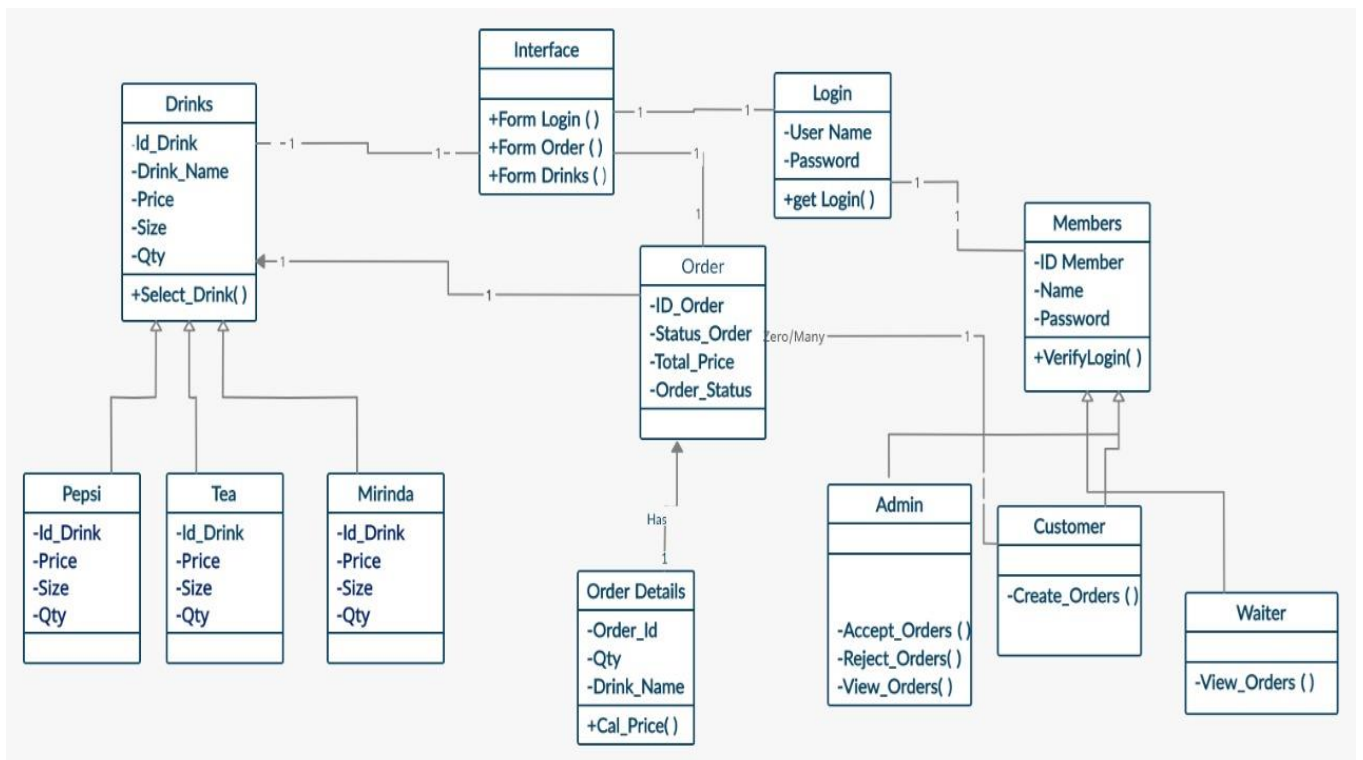 Interface
+Form Login ( )
+Form Order ( )
+Form Drinks ( )
Drinks
-Id_Drink
-Drink_Name
-Price
-Size
-Qty
+Select_Drink( )
-1
1-
1
1
Login
-User Name
-Password
+get Login( )
1
1
1
1
Members
-ID Member
-Name
-Password
+VerifyLogin( )
Order
-ID_Order
-Status_Order
-Total_Price
-Order_Status
1
1
Zero/Many
1
Pepsi
-Id_Drink
-Price
-Size
-Qty
Tea
-Id_Drink
-Price
-Size
-Qty
Mirinda
-Id_Drink
-Price
-Size
-Qty
Has
1
Order Details
-Order_Id
-Qty
-Drink_Name
+Cal_Price( )
Admin
-Accept_Orders ( )
-Reject_Orders( )
-View_Orders( )
Customer
-Create_Orders ( )
Waiter
-View_Orders ( )